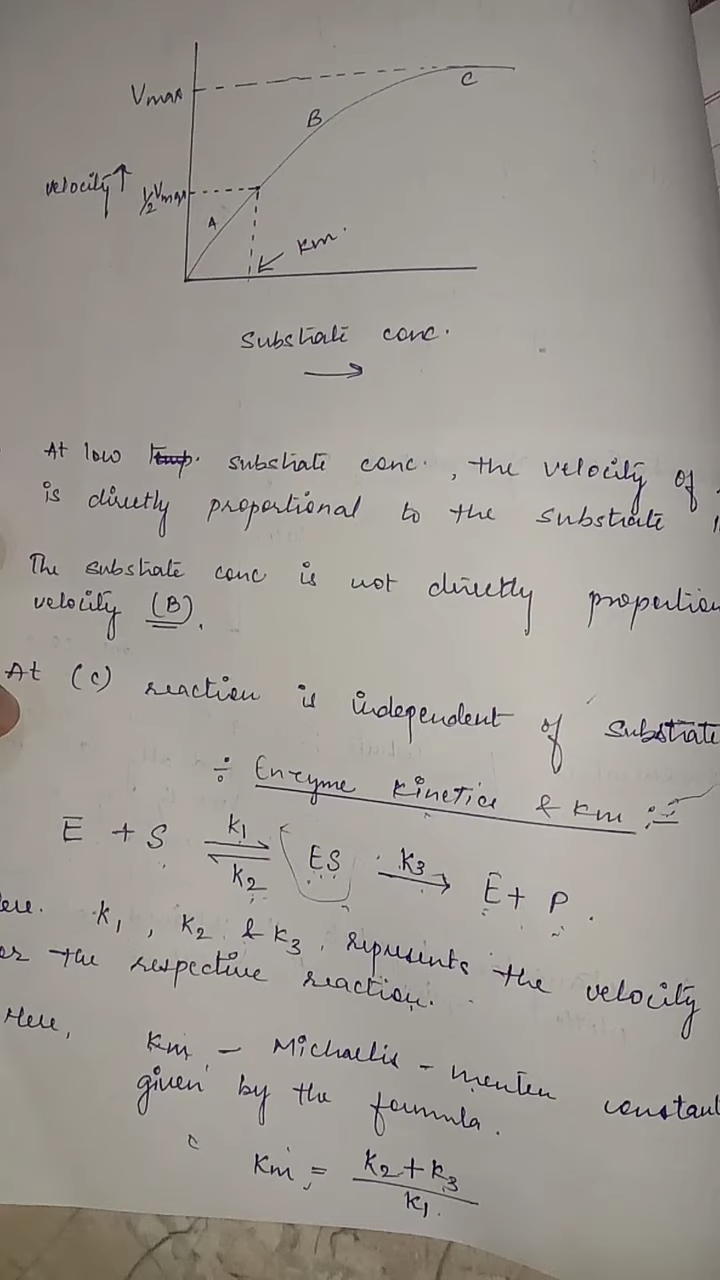 Vmax
C
B
velocity ↑
½Vmax
A
Km.
Substrate conc.
→
At low substrate conc., the velocity of
is directly proportional to the substrate
The substrate conc is not directly proportion
velocity (B).
At (c) reaction is independent of substrate
÷ Enzyme kinetics & Km :-
E + S K1 ⇌ K2 ES K3 → E + P.
ere. K1, K2 & K3, represents the velocity
or the respective reaction.
Here,
Km - Michaelis - menten constant
given by the formula.
Km = K2 + K3 / K1.